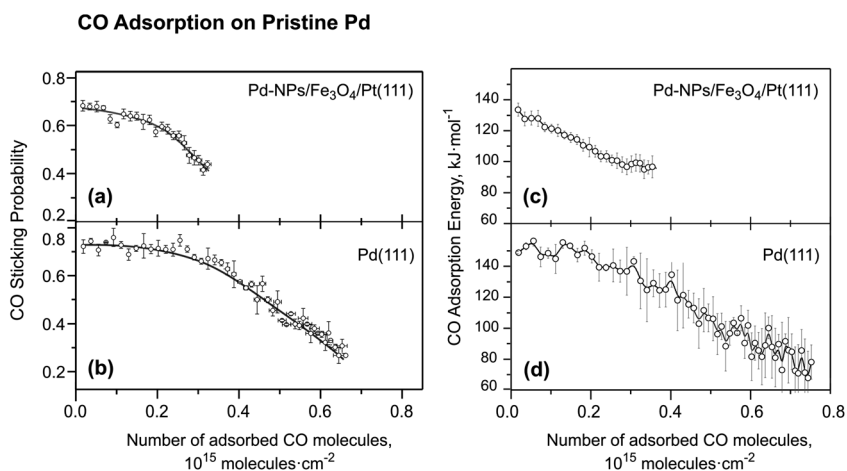 CO Adsorption on Pristine Pd
CO Sticking Probability
0.8
0.6
0.4
0.2
Pd-NPs/Fe₃O₄/Pt(111)
(a)
0.8
0.6
0.4
0.2
Pd(111)
(b)
0.0 0.2 0.4 0.6 0.8
Number of adsorbed CO molecules,
10¹⁵ molecules·cm⁻²
CO Adsorption Energy, kJ·mol⁻¹
140
120
100
80
60
Pd-NPs/Fe₃O₄/Pt(111)
(c)
140
120
100
80
60
Pd(111)
(d)
0.0 0.2 0.4 0.6 0.8
Number of adsorbed CO molecules,
10¹⁵ molecules·cm⁻²